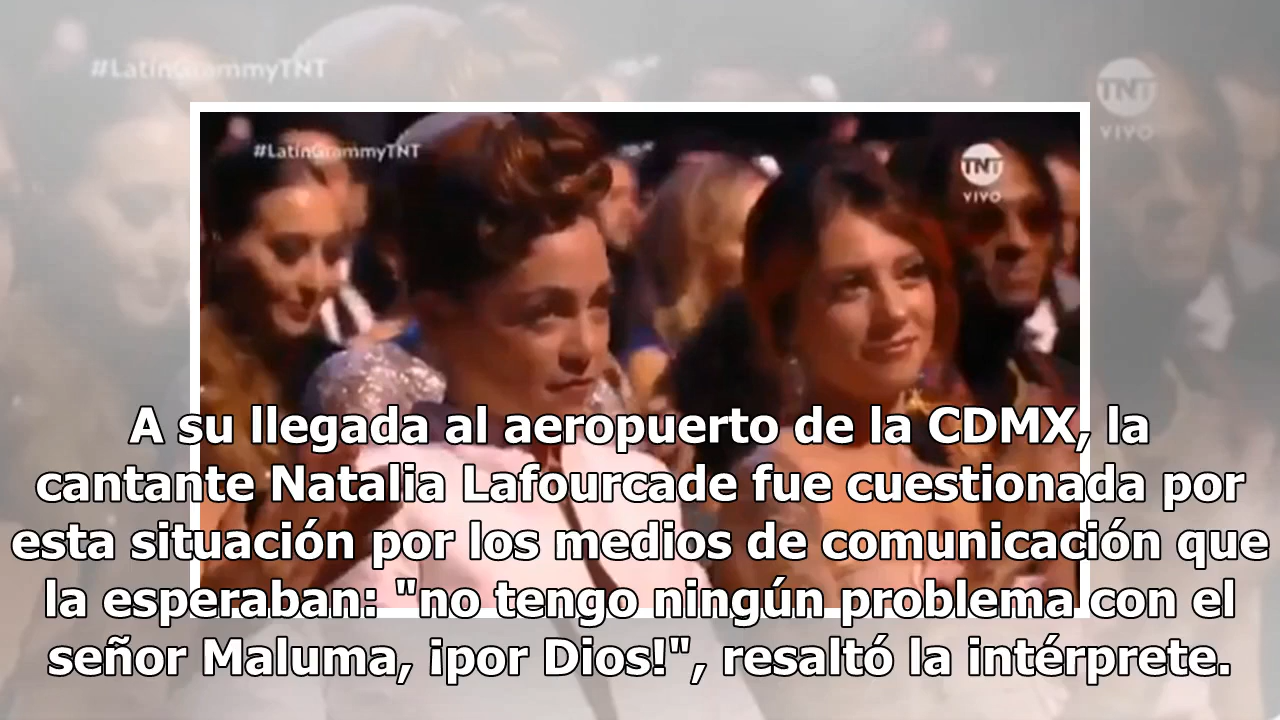 #LatinGrammyTNT
TNT
VIVO
#LatinGrammyTNT
TNT
VIVO
A su llegada al aeropuerto de la CDMX, la
cantante Natalia Lafourcade fue cuestionada por
esta situación por los medios de comunicación que
la esperaban: "no tengo ningún problema con el
señor Maluma, ¡por Dios!", resaltó la intérprete.